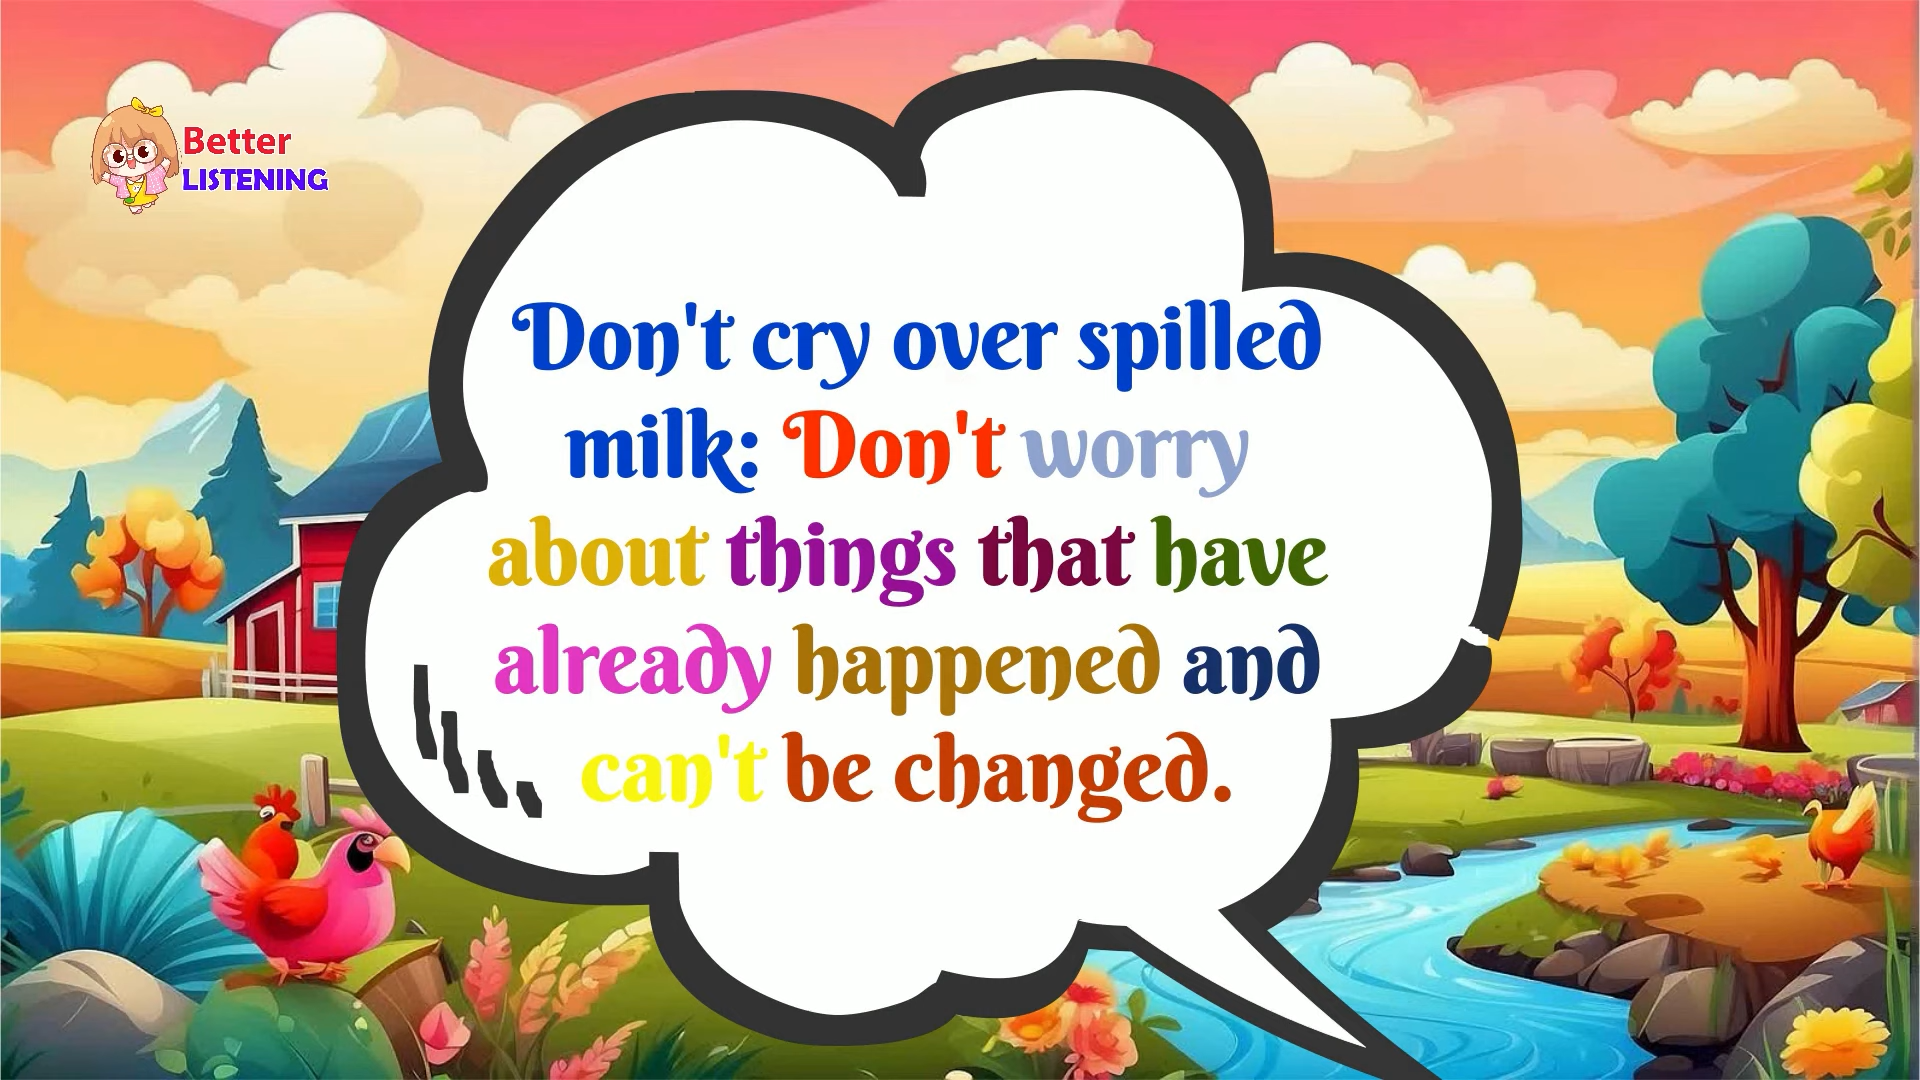 Better
LISTENING
Don't cry over spilled
milk: Don't worry
about things that have
already happened and
can't be changed.